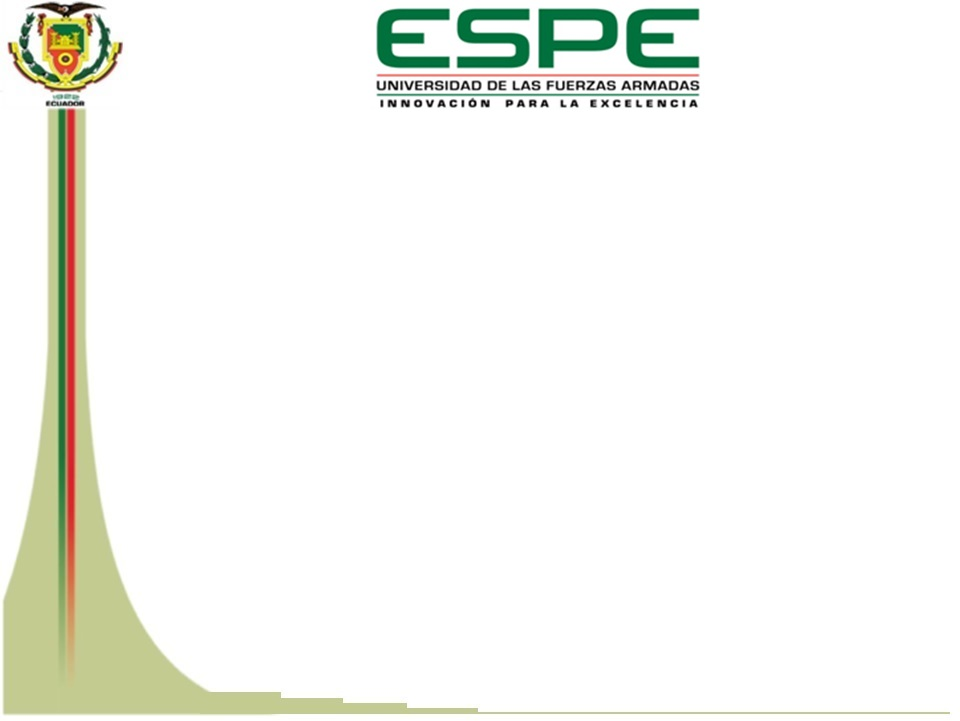 ECUADOR
ESPE
UNIVERSIDAD DE LAS FUERZAS ARMADAS
INNOVACIÓN PARA LA EXCELENCIA